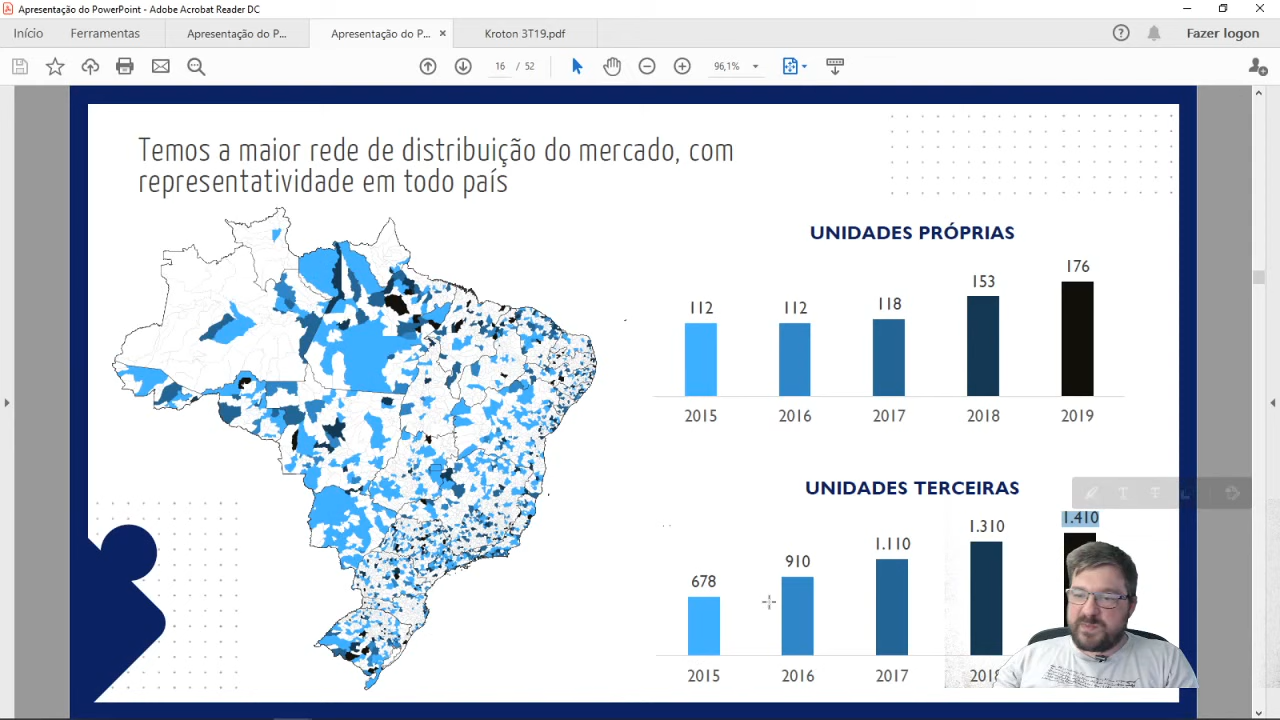 Apresentação do PowerPoint - Adobe Acrobat Reader DC
Início
Ferramentas
Apresentação do P...
Apresentação do P...
Kroton 3T19.pdf
Fazer logon
16 / 52
96,1%
Temos a maior rede de distribuição do mercado, com
representatividade em todo país
UNIDADES PRÓPRIAS
112
112
118
153
176
2015
2016
2017
2018
2019
UNIDADES TERCEIRAS
678
910
1.110
1.310
1.410
2015
2016
2017